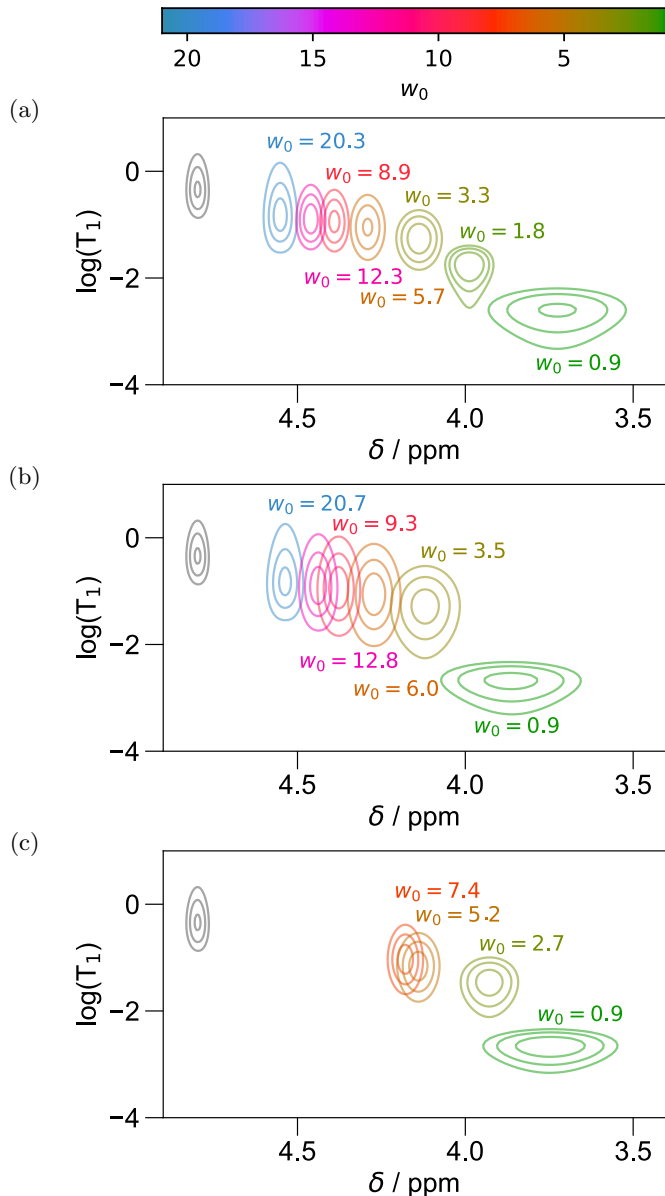 20 15 10 5
w₀
(a)
w₀ = 20.3
w₀ = 8.9
w₀ = 3.3
w₀ = 1.8
w₀ = 12.3
w₀ = 5.7
w₀ = 0.9
0
−2
−4
log(T₁)
4.5 4.0 3.5
δ / ppm
(b)
w₀ = 20.7
w₀ = 9.3
w₀ = 3.5
w₀ = 12.8
w₀ = 6.0
w₀ = 0.9
0
−2
−4
log(T₁)
4.5 4.0 3.5
δ / ppm
(c)
w₀ = 7.4
w₀ = 5.2
w₀ = 2.7
w₀ = 0.9
0
−2
−4
log(T₁)
4.5 4.0 3.5
δ / ppm